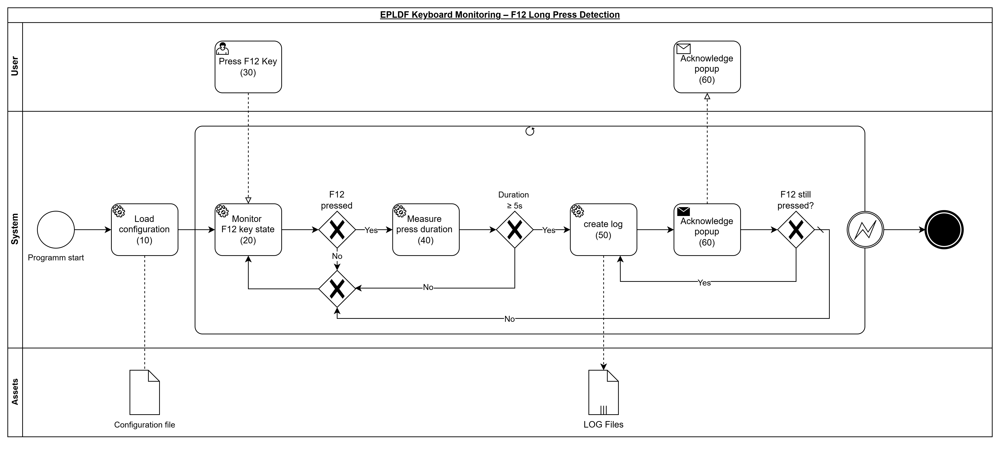 EPLDF Keyboard Monitoring – F12 Long Press Detection
User
Press F12 Key
(30)
Acknowledge
popup
(60)
System
Programm start
Load
configuration
(10)
Monitor
F12 key state
(20)
F12
pressed
Yes
No
Measure
press duration
(40)
Duration
≥ 5s
Yes
No
create log
(50)
Acknowledge
popup
(60)
F12 still
pressed?
Yes
No
Assets
Configuration file
LOG Files